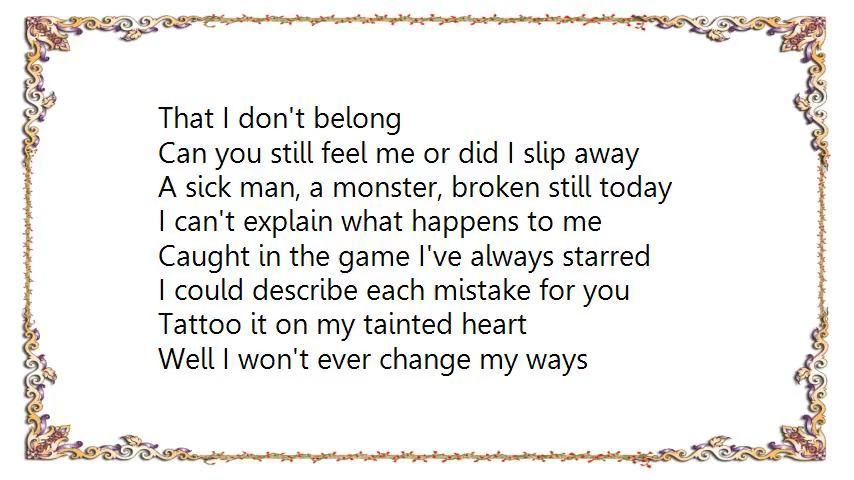 That I don't belong
Can you still feel me or did I slip away
A sick man, a monster, broken still today
I can't explain what happens to me
Caught in the game I've always starred
I could describe each mistake for you
Tattoo it on my tainted heart
Well I won't ever change my ways